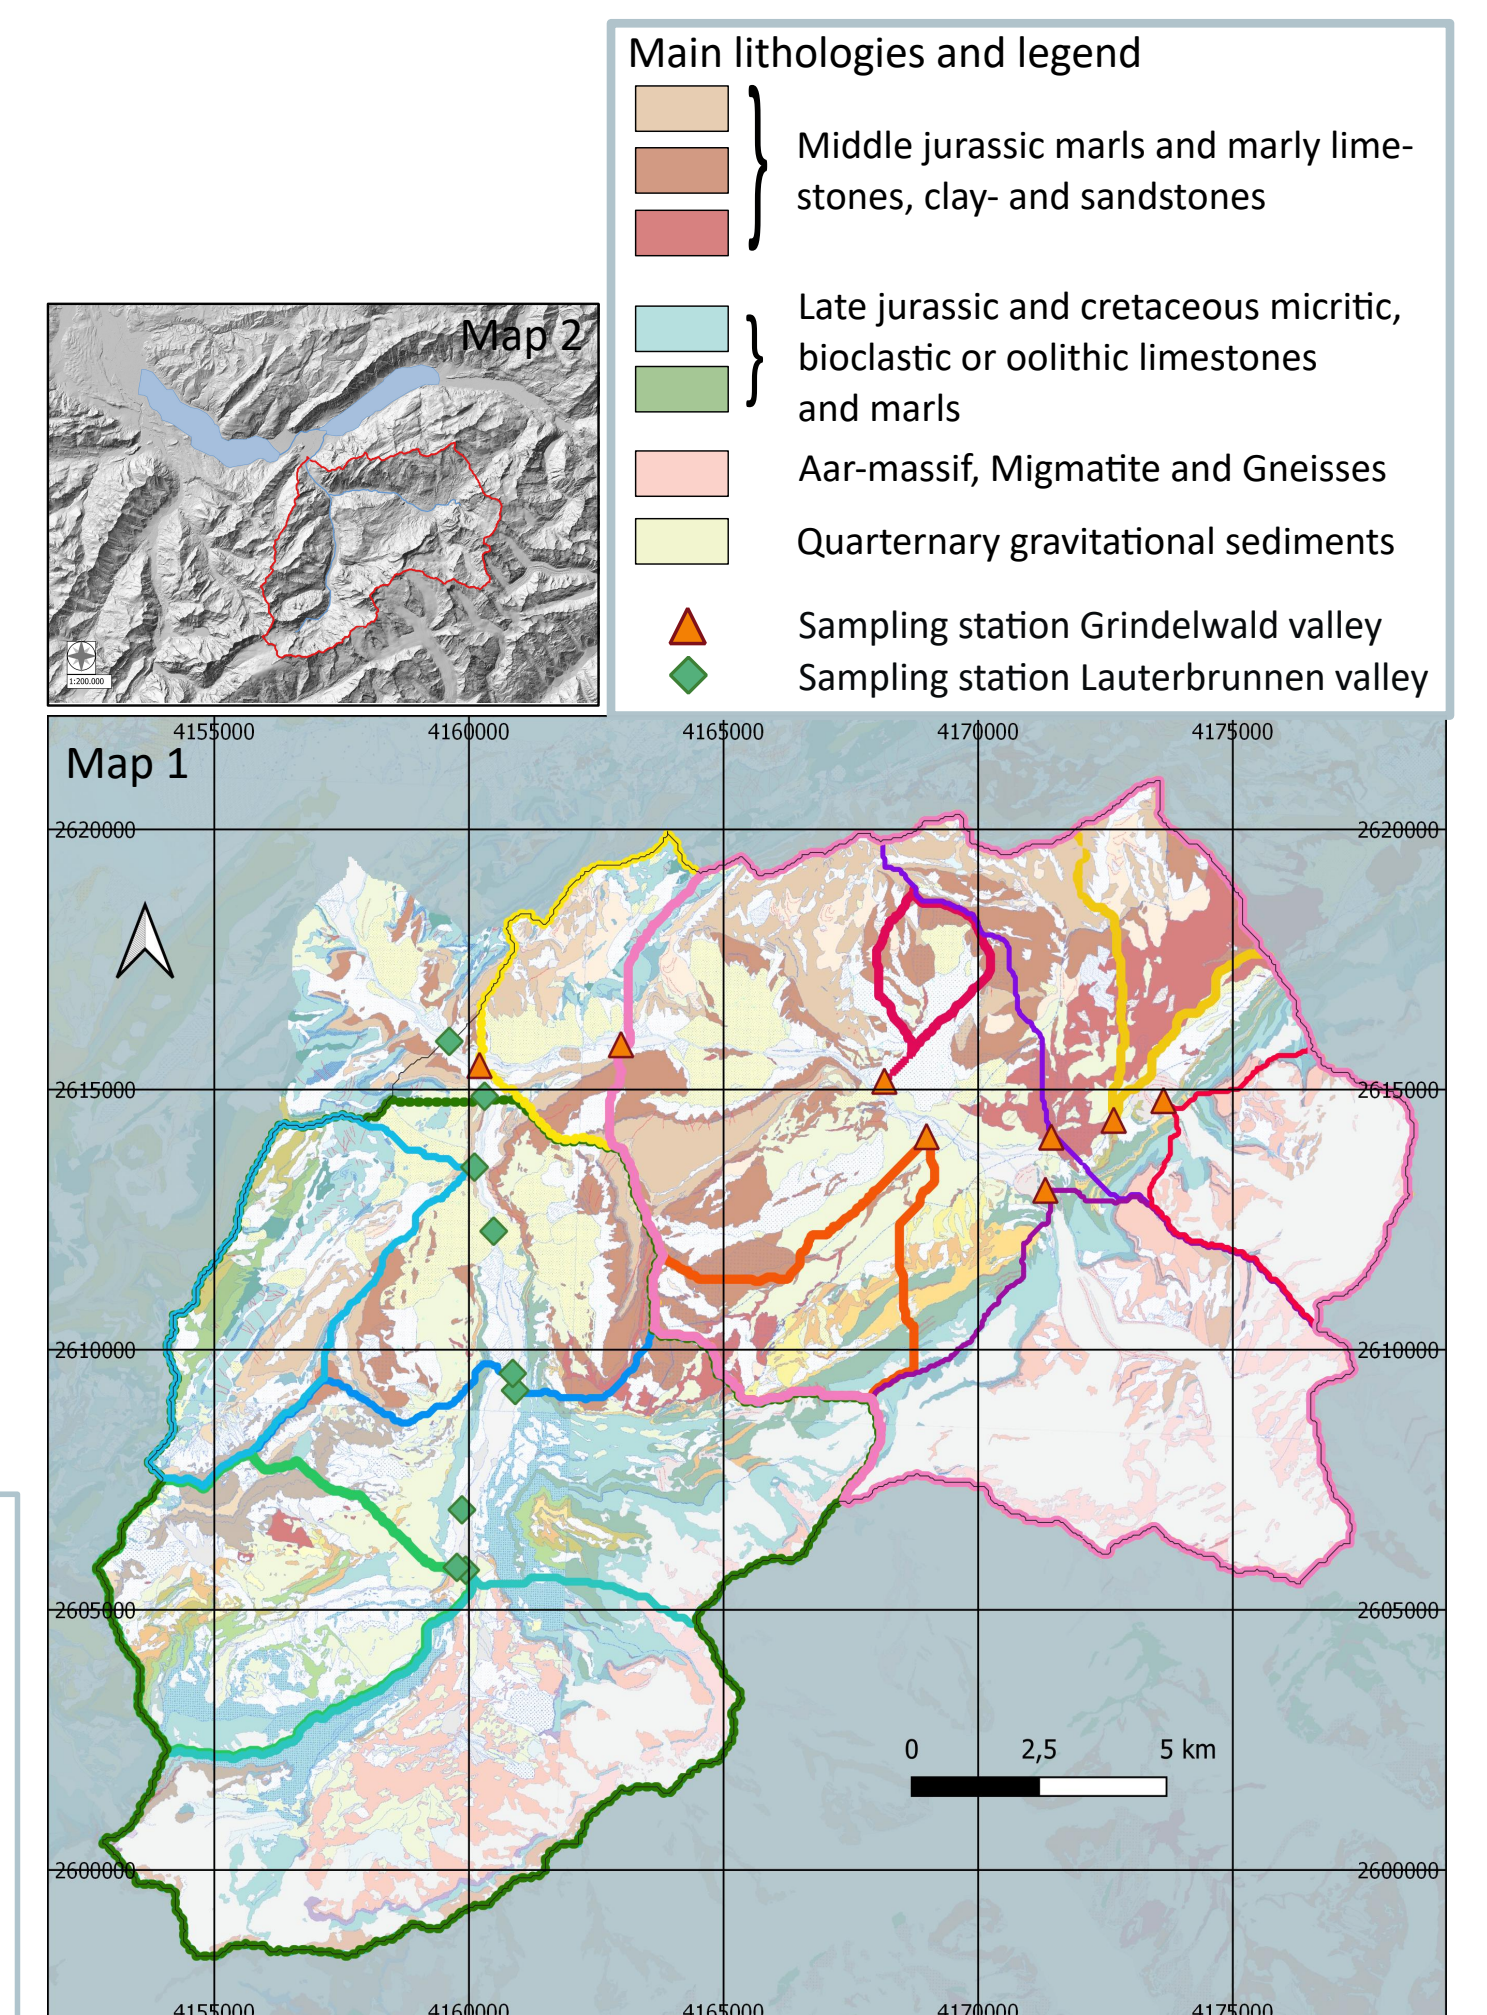 Main lithologies and legend
Middle jurassic marls and marly lime-
stones, clay- and sandstones
Late jurassic and cretaceous micritic,
bioclastic or oolithic limestones
and marls
Aar-massif, Migmatite and Gneisses
Quarternary gravitational sediments
Sampling station Grindelwald valley
Sampling station Lauterbrunnen valley
Map 2
1:200.000
Map 1
4155000 4160000 4165000 4170000 4175000
2620000 2620000
2615000 2615000
2610000 2610000
2605000 2605000
0 2,5 5 km
2600000 2600000
4155000 4160000 4165000 4170000 4175000